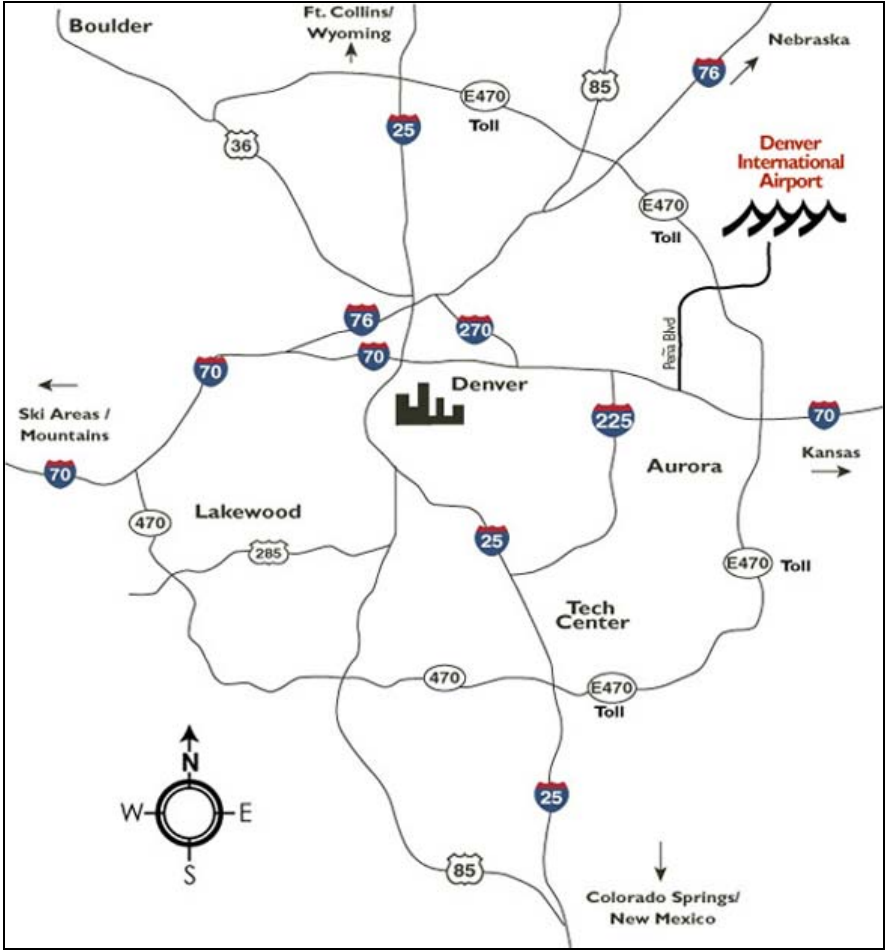 Boulder
Ft. Collins/
Wyoming
Nebraska
76
85
E470
Toll
25
36
Denver
International
Airport
E470
Toll
76
270
Peña Blvd
70
70
Denver
Ski Areas /
Mountains
225
70
Kansas
Aurora
70
470
Lakewood
285
25
E470
Toll
Tech
Center
470
E470
Toll
N
W
E
S
25
85
Colorado Springs/
New Mexico